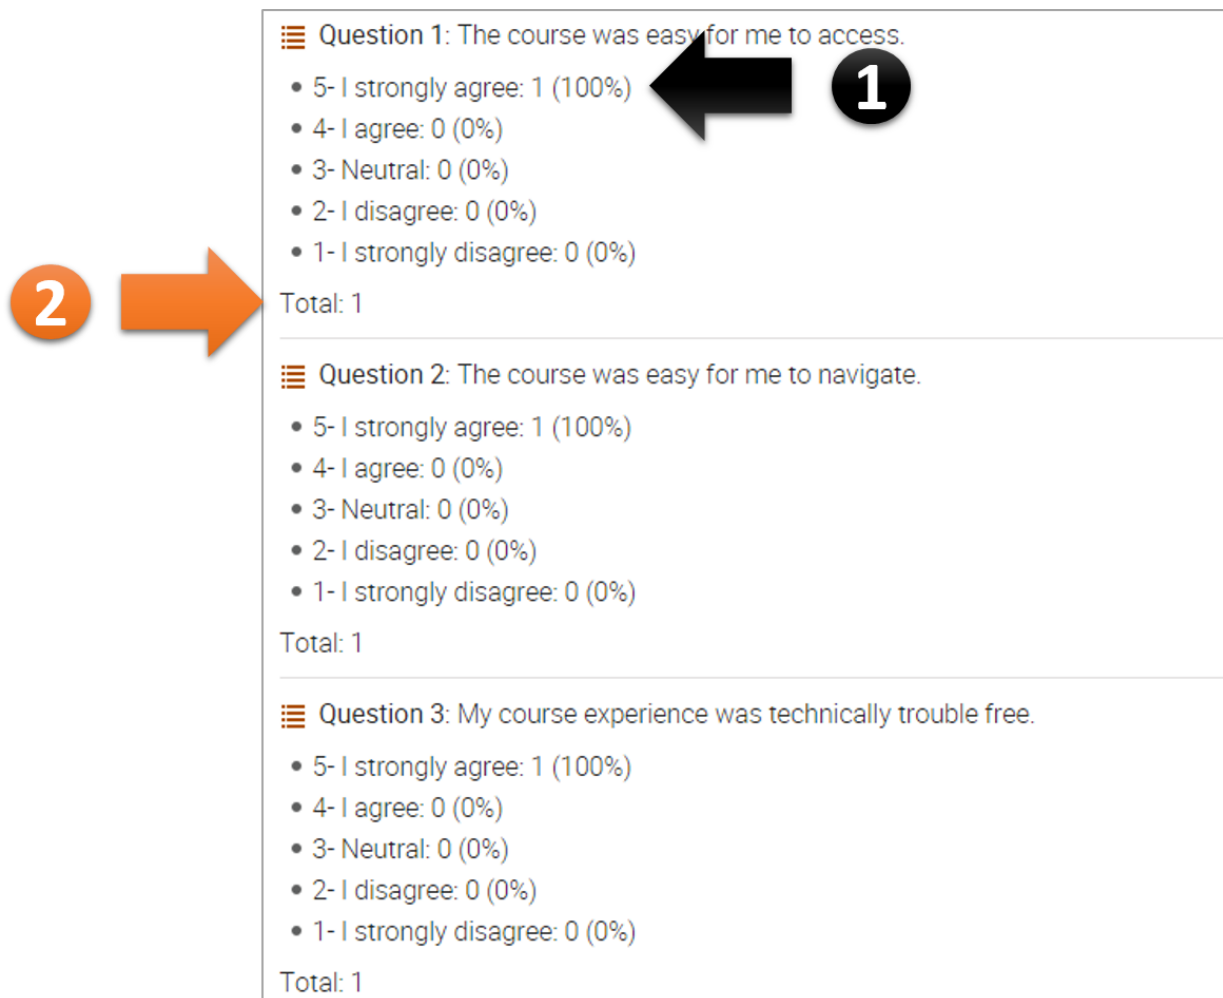 Question 1: The course was easy for me to access.
5- I strongly agree: 1 (100%)
1
4- I agree: 0 (0%)
3- Neutral: 0 (0%)
2- I disagree: 0 (0%)
1- I strongly disagree: 0 (0%)
2
Total: 1
Question 2: The course was easy for me to navigate.
5- I strongly agree: 1 (100%)
4- I agree: 0 (0%)
3- Neutral: 0 (0%)
2- I disagree: 0 (0%)
1- I strongly disagree: 0 (0%)
Total: 1
Question 3: My course experience was technically trouble free.
5- I strongly agree: 1 (100%)
4- I agree: 0 (0%)
3- Neutral: 0 (0%)
2- I disagree: 0 (0%)
1- I strongly disagree: 0 (0%)
Total: 1